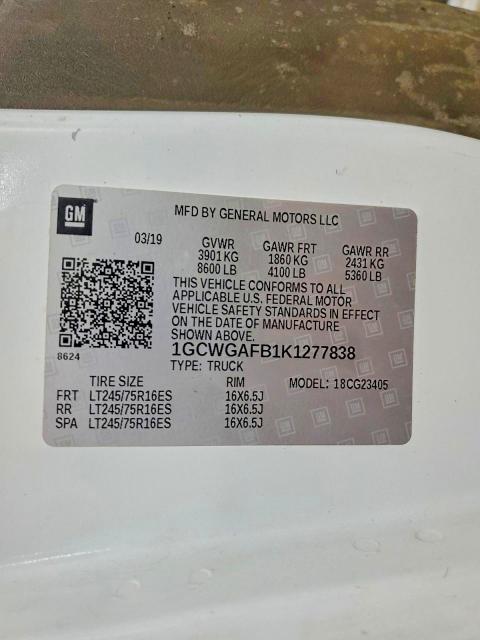 GM
MFD BY GENERAL MOTORS LLC
03/19 GVWR GAWR FRT GAWR RR
3901 KG 1860 KG 2431 KG
8600 LB 4100 LB 5360 LB
THIS VEHICLE CONFORMS TO ALL
APPLICABLE U.S. FEDERAL MOTOR
VEHICLE SAFETY STANDARDS IN EFFECT
ON THE DATE OF MANUFACTURE
SHOWN ABOVE.
8624 1GCWGAFB1K1277838
TYPE: TRUCK
TIRE SIZE RIM MODEL: 18CG23405
FRT LT245/75R16ES 16X6.5J
RR LT245/75R16ES 16X6.5J
SPA LT245/75R16ES 16X6.5J